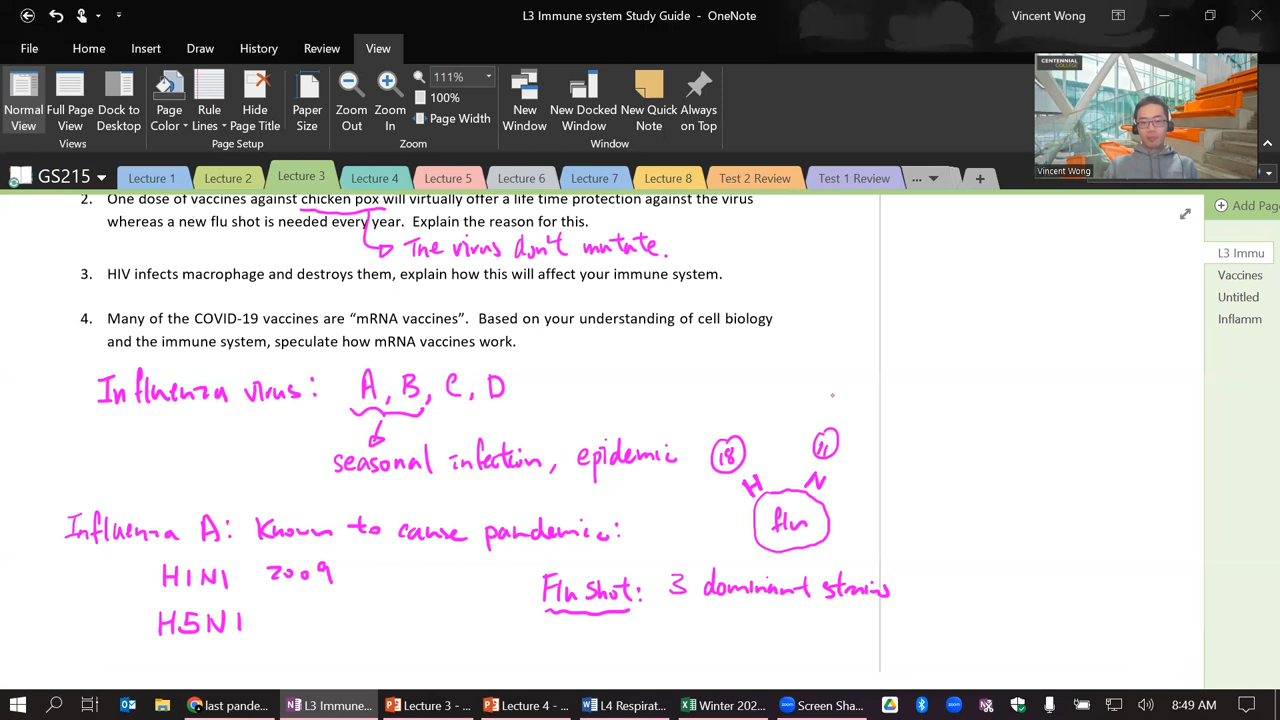 L3 Immune system Study Guide - OneNote
Vincent Wong
File Home Insert Draw History Review View
Normal View
Full Page View
Dock to Desktop
Views
Page Color
Rule Lines
Hide Page Title
Page Setup
Paper Size
Zoom Out
Zoom In
111%
100%
Page Width
Zoom
New Window
New Docked Window
New Quick Note
Always on Top
Window
CENTENNIAL COLLEGE
Vincent Wong
GS215 Lecture 1 Lecture 2 Lecture 3 Lecture 4 Lecture 5 Lecture 6 Lecture 7 Lecture 8 Test 2 Review Test 1 Review ... +
Add Page
L3 Immu
Vaccines
Untitled
Inflamm
2. One dose of vaccines against chicken pox will virtually offer a life time protection against the virus
whereas a new flu shot is needed every year. Explain the reason for this.
The virus don't mutate.
3. HIV infects macrophage and destroys them, explain how this will affect your immune system.
4. Many of the COVID-19 vaccines are "mRNA vaccines". Based on your understanding of cell biology
and the immune system, speculate how mRNA vaccines work.
Influenza virus: A, B, C, D
seasonal infection, epidemic
18 11
H N
flu
Influenza A: Known to cause pandemic:
H1N1 2009
H5N1
Flu shot: 3 dominant strains
last pande... L3 Immune... Lecture 3 - ... Lecture 4 - ... L4 Respirat... Winter 202... Screen Sha... 8:49 AM